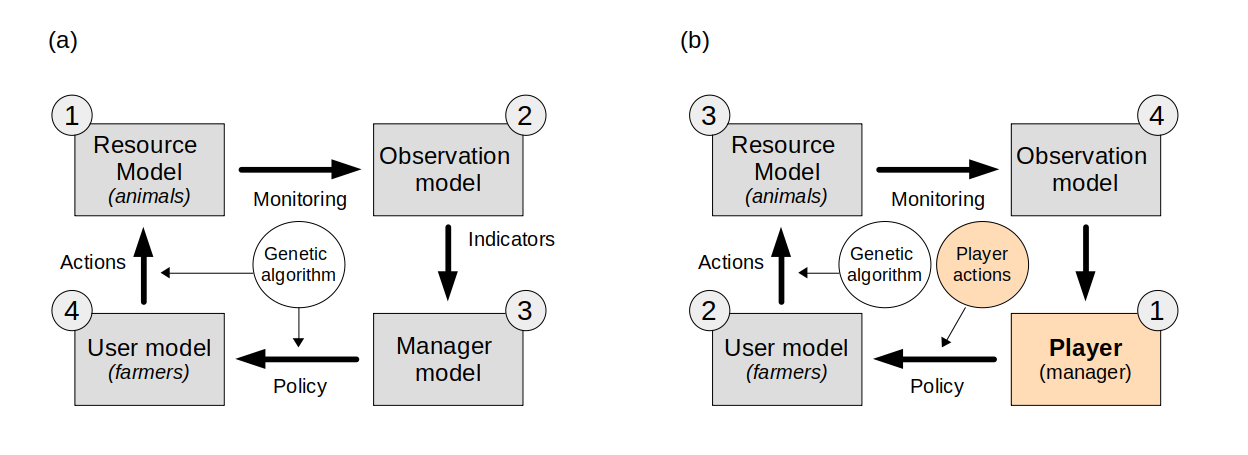 (a)
1
Resource
Model
(animals)
Monitoring
2
Observation
model
Indicators
Actions
Genetic
algorithm
4
User model
(farmers)
Policy
3
Manager
model
(b)
3
Resource
Model
(animals)
Monitoring
4
Observation
model
Actions
Genetic
algorithm
Player
actions
2
User model
(farmers)
Policy
1
Player
(manager)